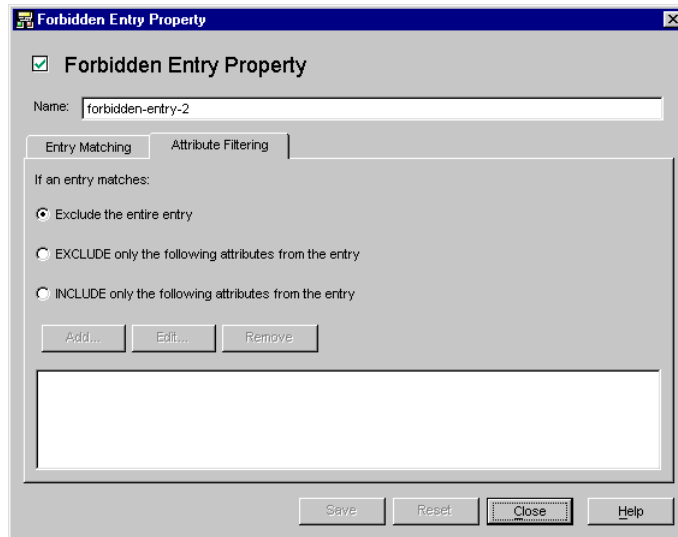 Forbidden Entry Property
Forbidden Entry Property
Name: forbidden-entry-2
Entry Matching Attribute Filtering
If an entry matches:
Exclude the entire entry
EXCLUDE only the following attributes from the entry
INCLUDE only the following attributes from the entry
Add... Edit... Remove
Save Reset Close Help